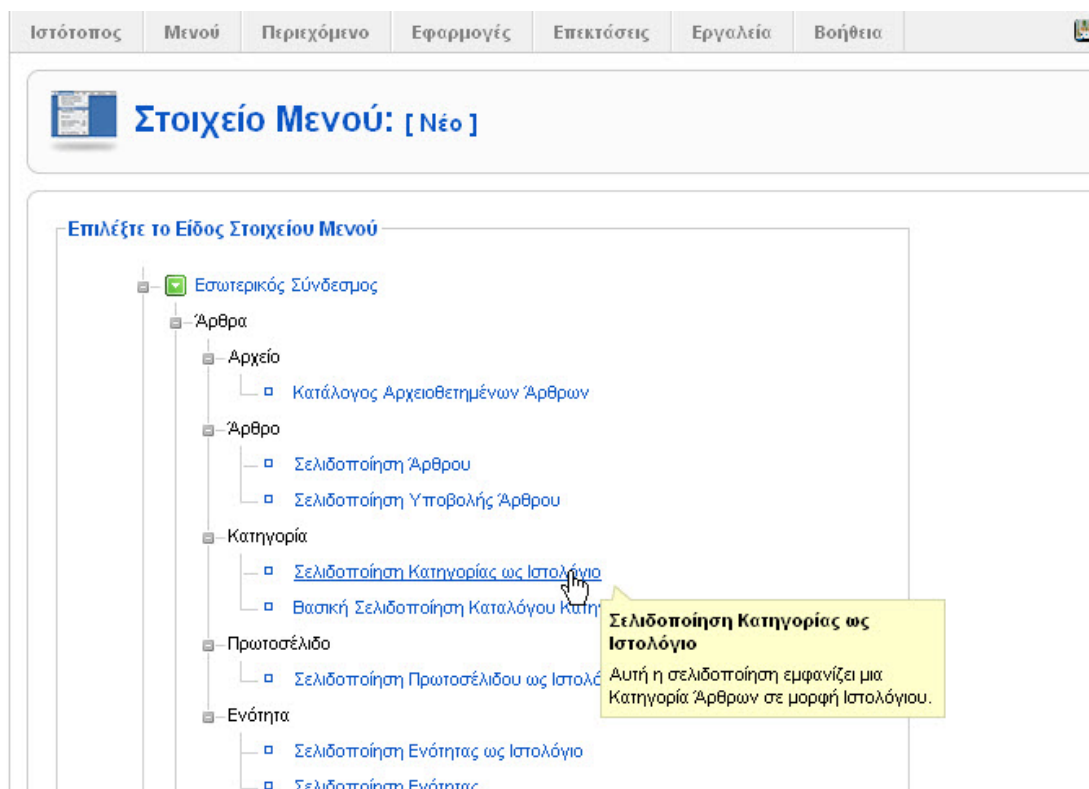 Ιστότοπος Μενού Περιεχόμενο Εφαρμογές Επεκτάσεις Εργαλεία Βοήθεια
Στοιχείο Μενού: [ Νέο ]
Επιλέξτε το Είδος Στοιχείου Μενού
Εσωτερικός Σύνδεσμος
Άρθρα
Αρχείο
Κατάλογος Αρχειοθετημένων Άρθρων
Άρθρο
Σελιδοποίηση Άρθρου
Σελιδοποίηση Υποβολής Άρθρου
Κατηγορία
Σελιδοποίηση Κατηγορίας ως Ιστολόγιο
Βασική Σελιδοποίηση Καταλόγου
Σελιδοποίηση Κατηγορίας ως
Ιστολόγιο
Αυτή η σελιδοποίηση εμφανίζει μια
Κατηγορία Άρθρων σε μορφή Ιστολόγιου.
Πρωτοσέλιδο
Σελιδοποίηση Πρωτοσέλιδου ως
Ενότητα
Σελιδοποίηση Ενότητας ως Ιστολόγιο
Σελιδοποίηση Ενότητας